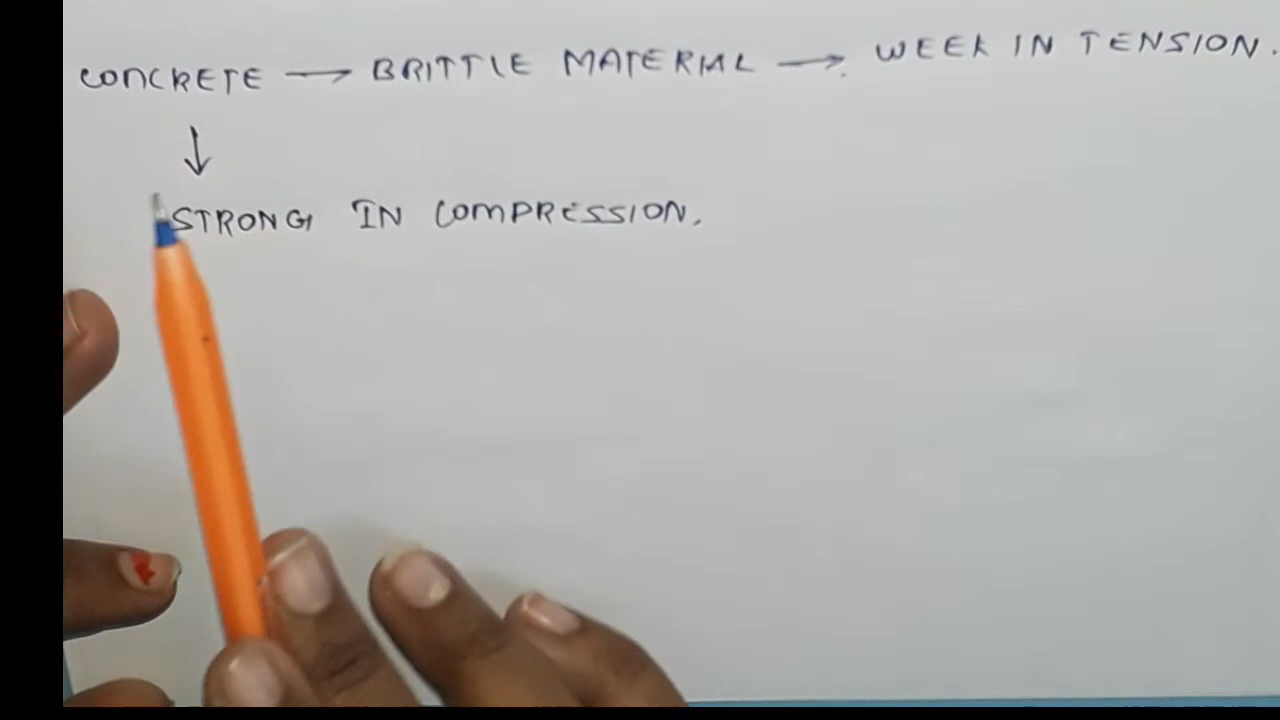 CONCRETE → BRITTLE MATERIAL → WEEK IN TENSION.
↓
STRONG IN COMPRESSION.